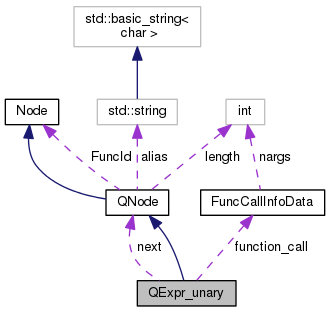 std::basic_string<
char >
Node
std::string
int
FuncId
alias
length
nargs
QNode
FuncCallInfoData
next
function_call
QExpr_unary